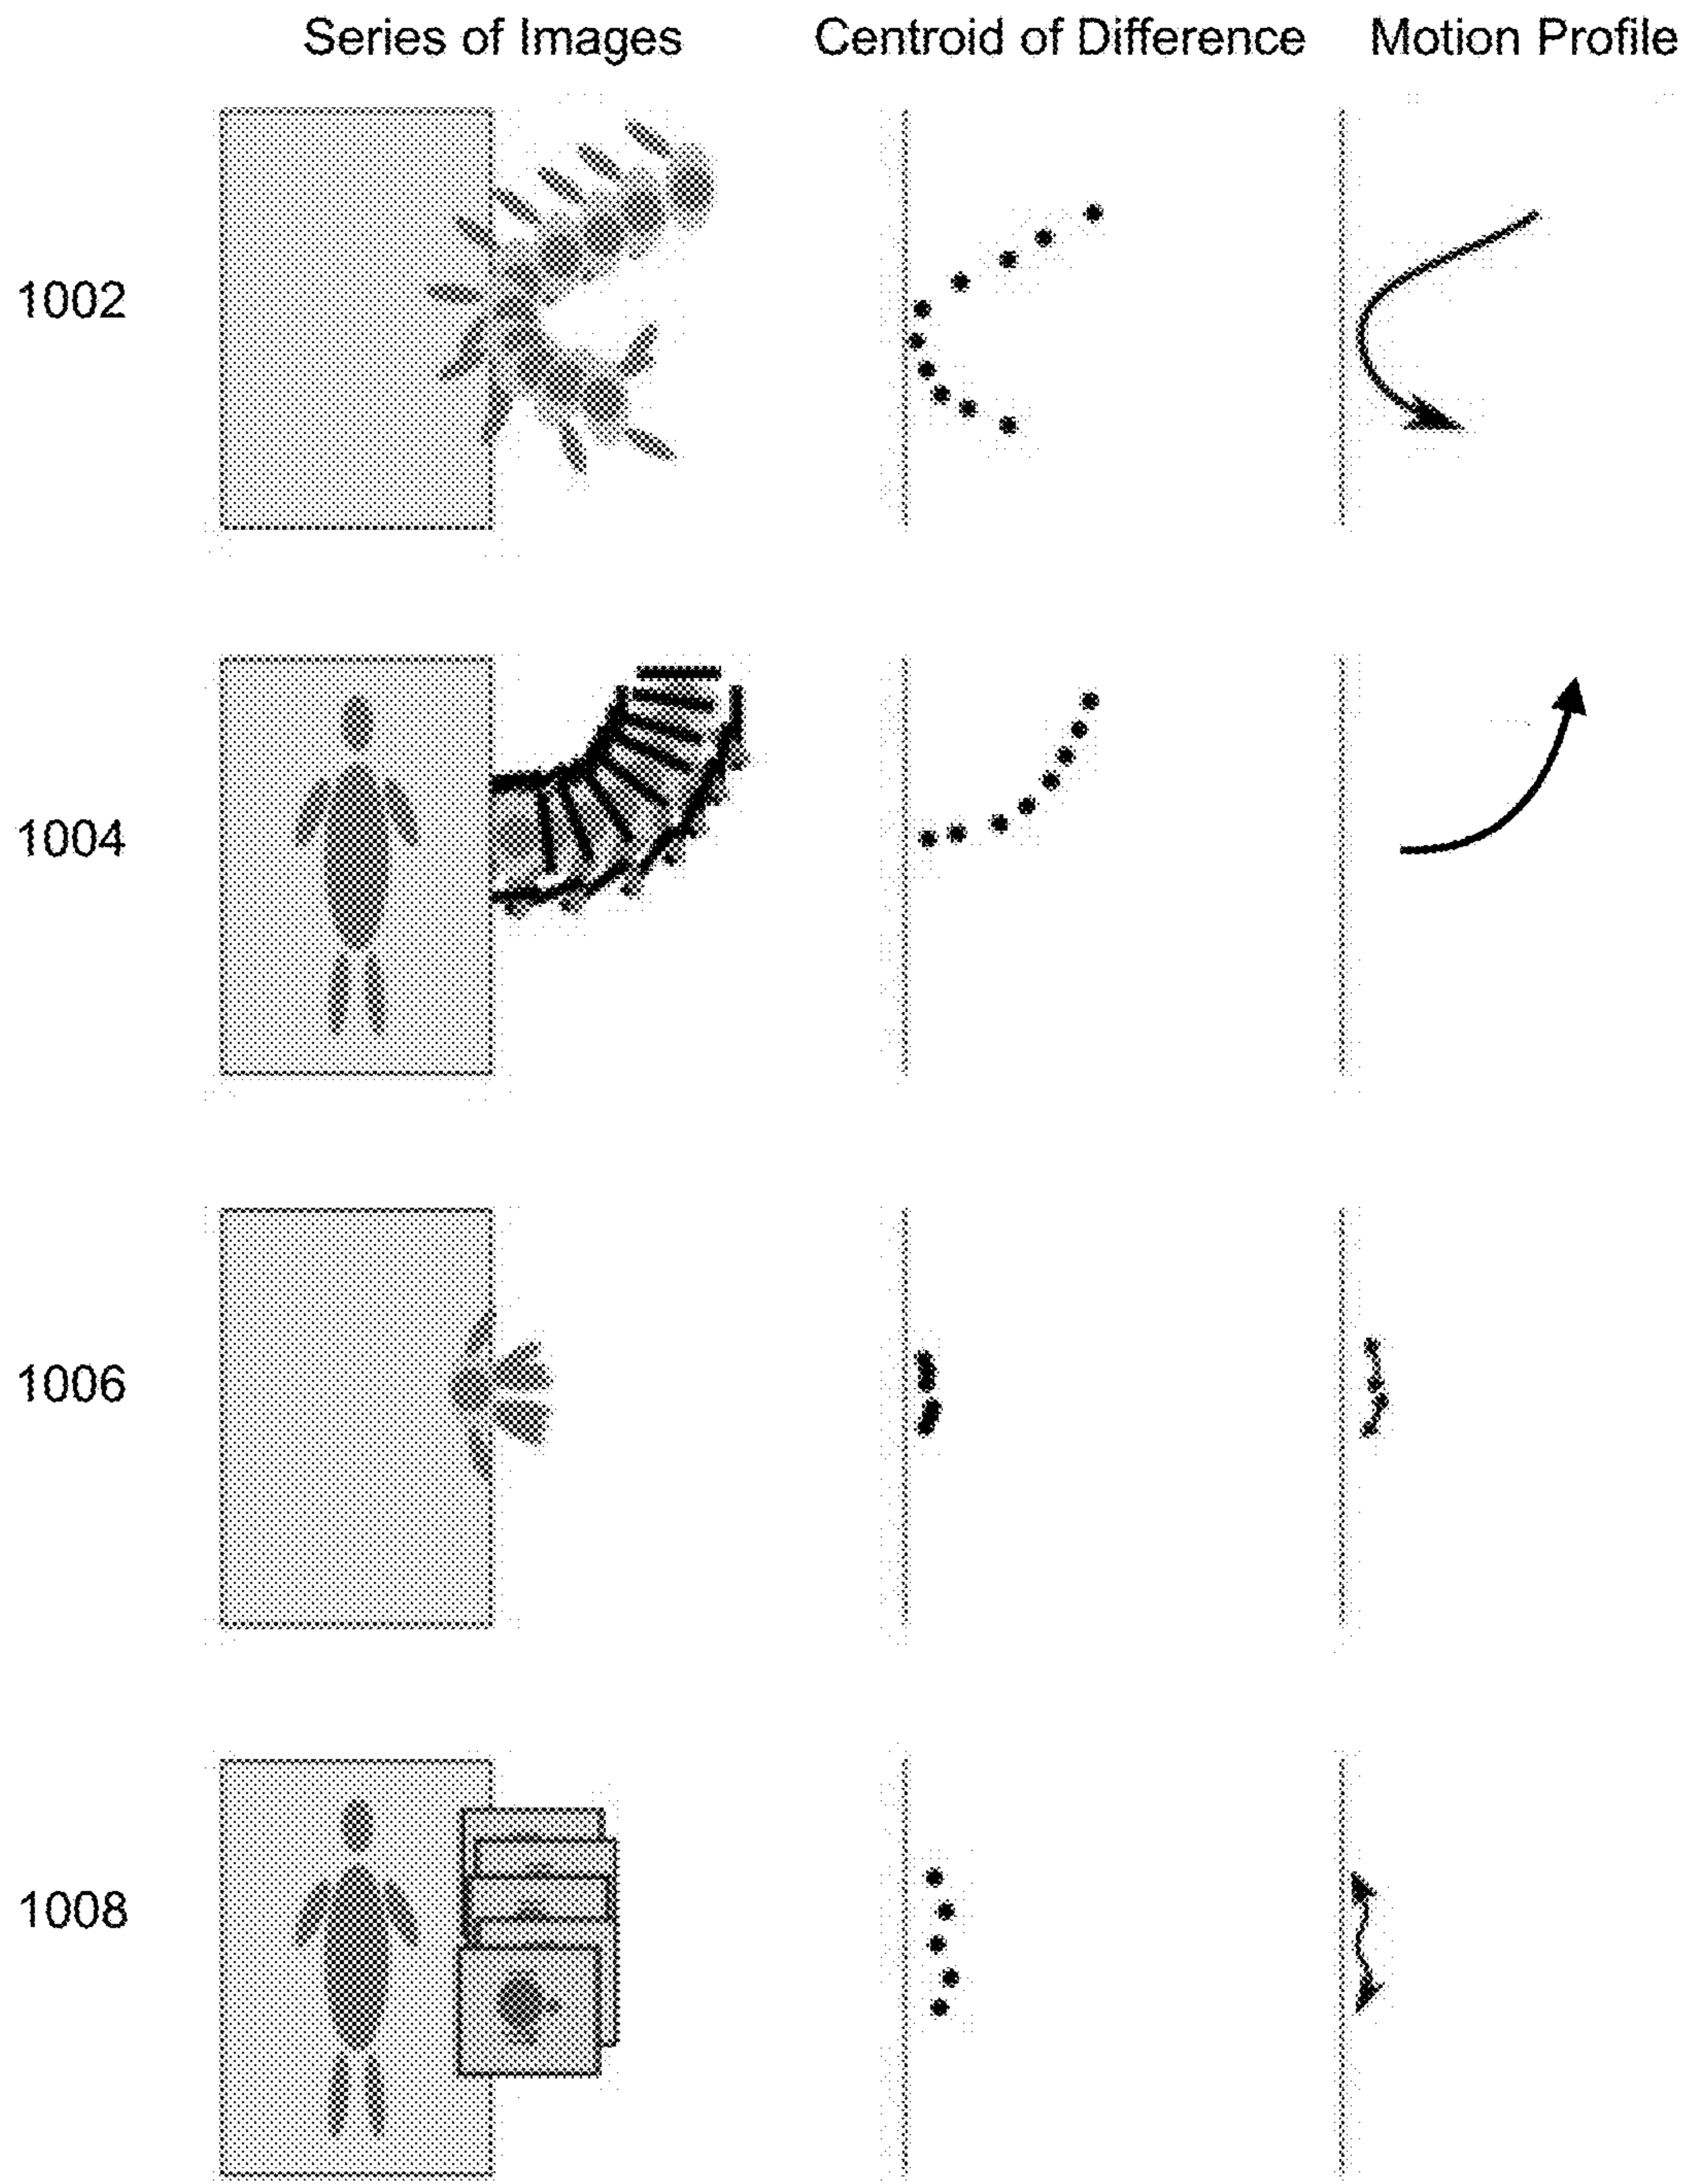 Series of Images Centroid of Difference Motion Profile
1002
1004
1006
1008